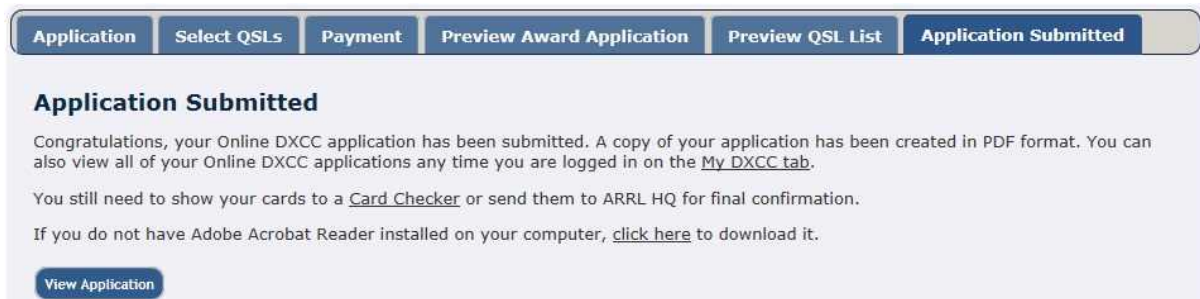 Application Select QSLs Payment Preview Award Application Preview QSL List Application Submitted
Application Submitted
Congratulations, your Online DXCC application has been submitted. A copy of your application has been created in PDF format. You can
also view all of your Online DXCC applications any time you are logged in on the My DXCC tab.
You still need to show your cards to a Card Checker or send them to ARRL HQ for final confirmation.
If you do not have Adobe Acrobat Reader installed on your computer, click here to download it.
View Application